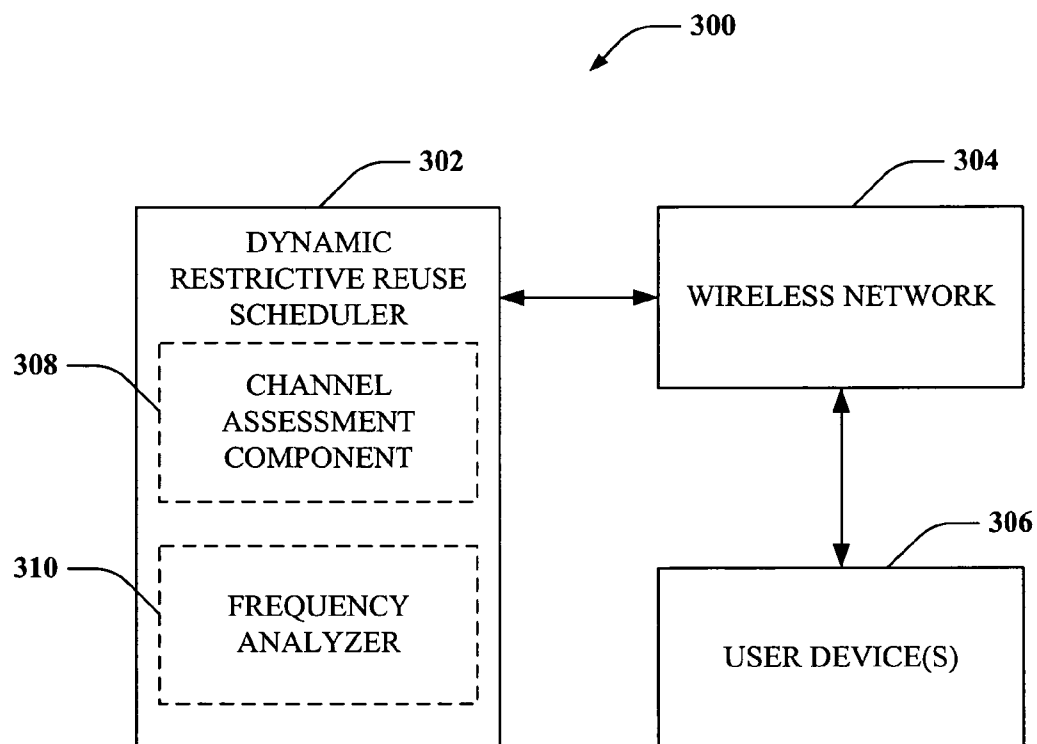 300
302
304
DYNAMIC
RESTRICTIVE REUSE
SCHEDULER
WIRELESS NETWORK
308
CHANNEL
ASSESSMENT
COMPONENT
306
310
FREQUENCY
ANALYZER
USER DEVICE(S)